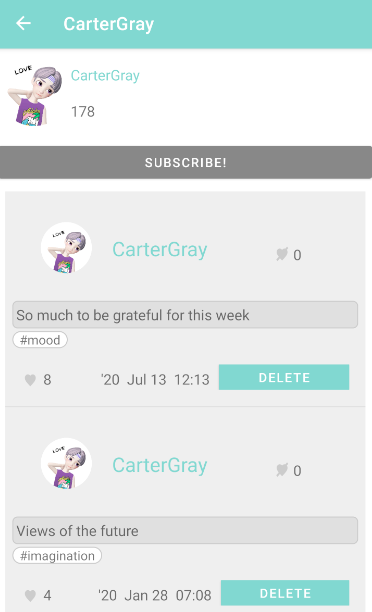 CarterGray
LOVE
CarterGray
178
SUBSCRIBE!
LOVE
CarterGray
0
So much to be grateful for this week
#mood
8 '20 Jul 13 12:13 DELETE
LOVE
CarterGray
0
Views of the future
#imagination
4 '20 Jan 28 07:08 DELETE